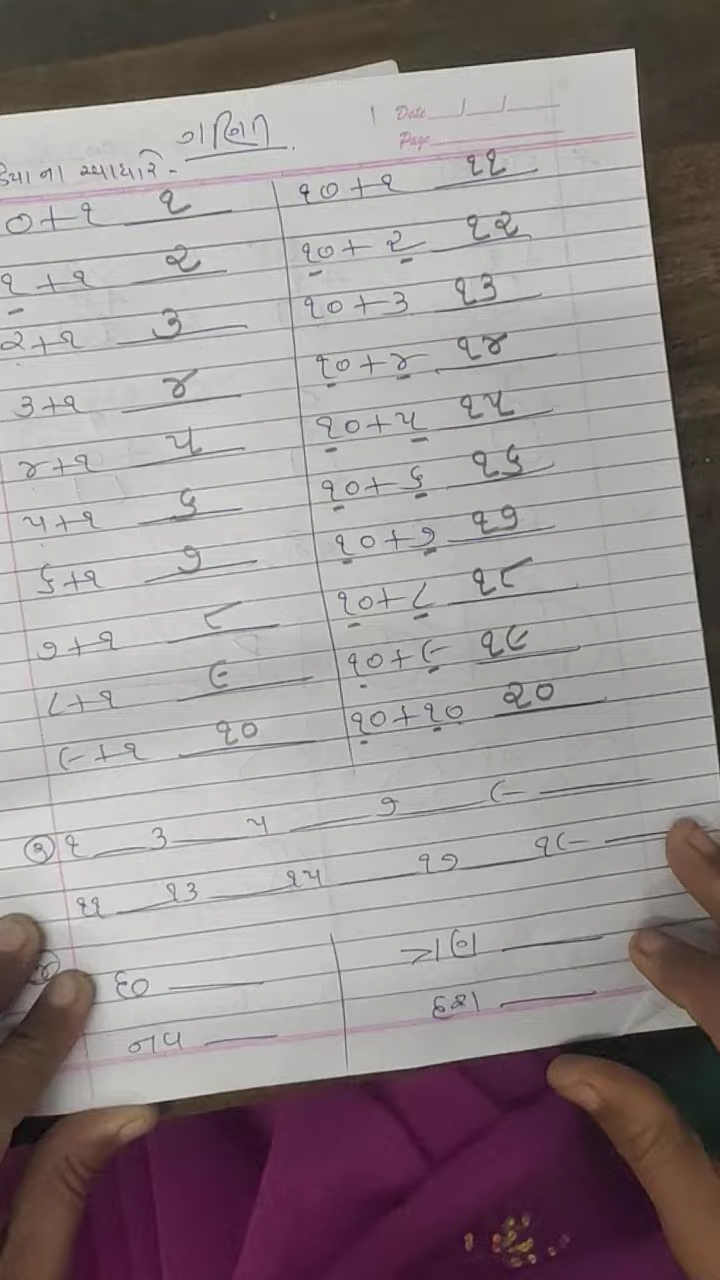 ગણિત
Date
Page
ના આધારે -
૦+૧ ૧
૧+૧ ૨
૨+૧ ૩
૩+૧ ૪
૪+૧ ૫
૫+૧ ૬
૬+૧ ૭
૭+૧ ૮
૮+૧ ૯
૯+૧ ૧૦
૧૦+૧ ૧૧
૧૦+૨ ૧૨
૧૦+૩ ૧૩
૧૦+૪ ૧૪
૧૦+૫ ૧૫
૧૦+૬ ૧૬
૧૦+૭ ૧૭
૧૦+૮ ૧૮
૧૦+૯ ૧૯
૧૦+૧૦ ૨૦
૩ ૧ ૩ ૫ ૭ ૯
૧૧ ૧૩ ૧૫ ૧૭ ૧૯
નવ
દશ